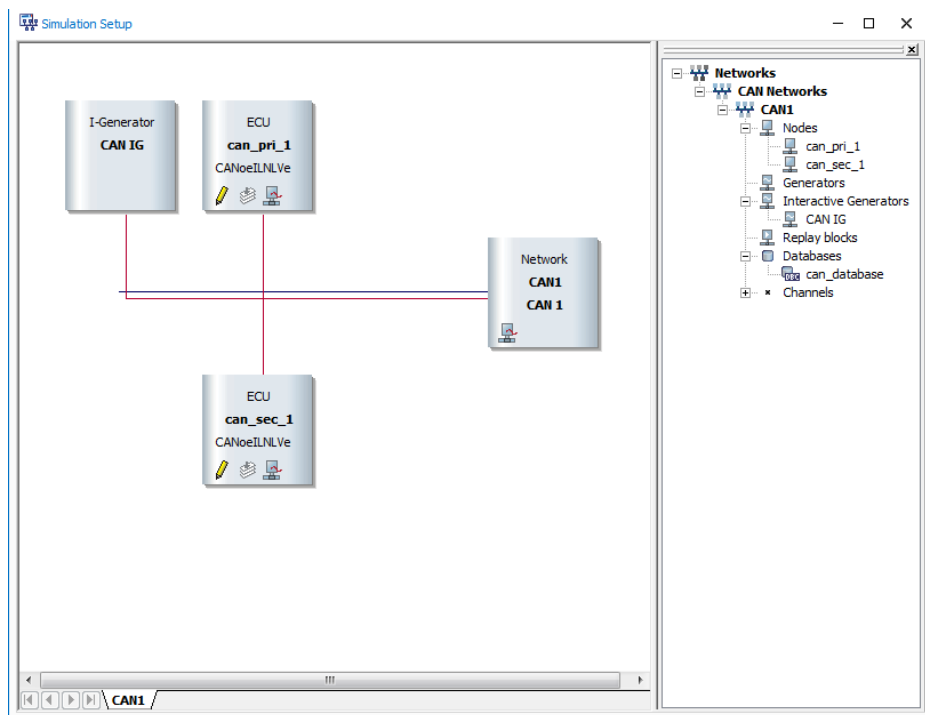 Simulation Setup
I-Generator
CAN IG
ECU
can_pri_1
CANoeILNLVe
Network
CAN1
CAN 1
ECU
can_sec_1
CANoeILNLVe
CAN1
Networks
CAN Networks
CAN1
Nodes
can_pri_1
can_sec_1
Generators
Interactive Generators
CAN IG
Replay blocks
Databases
can_database
Channels